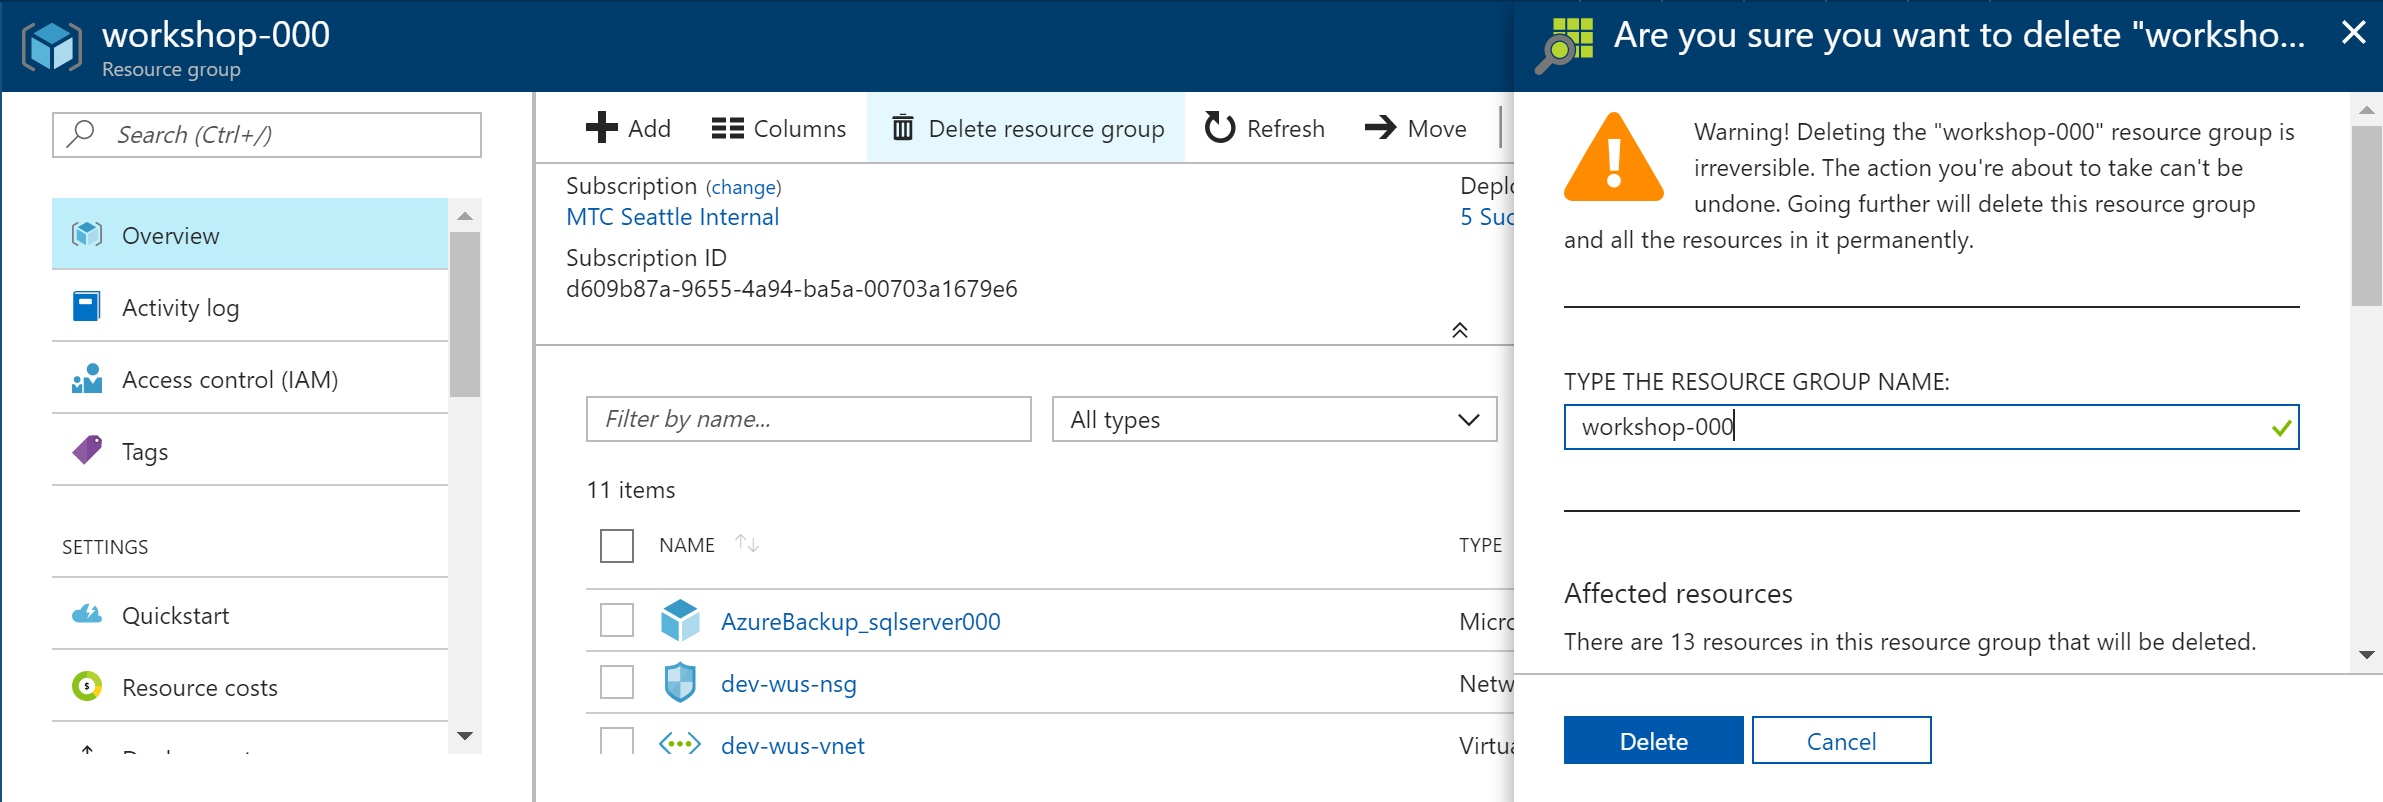 workshop-000
Resource group
Search (Ctrl+/)
Overview
Activity log
Access control (IAM)
Tags
SETTINGS
Quickstart
Resource costs
Add
Columns
Delete resource group
Refresh
Move
Subscription (change)
MTC Seattle Internal
Subscription ID
d609b87a-9655-4a94-ba5a-00703a1679e6
Deplo
5 Suc
Filter by name...
All types
11 items
NAME
TYPE
AzureBackup_sqlserver000
Micro
dev-wus-nsg
Netw
dev-wus-vnet
Virtua
Are you sure you want to delete "worksho...
Warning! Deleting the "workshop-000" resource group is
irreversible. The action you're about to take can't be
undone. Going further will delete this resource group
and all the resources in it permanently.
TYPE THE RESOURCE GROUP NAME:
workshop-000
Affected resources
There are 13 resources in this resource group that will be deleted.
Delete
Cancel